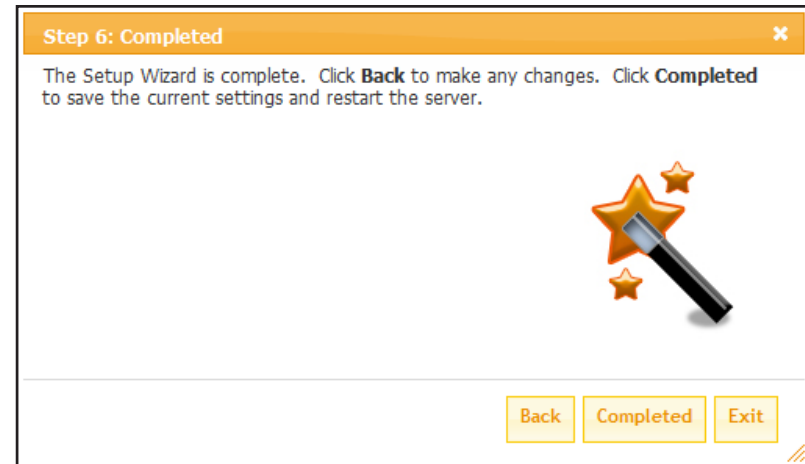 Step 6: Completed
The Setup Wizard is complete. Click Back to make any changes. Click Completed
to save the current settings and restart the server.
Back Completed Exit